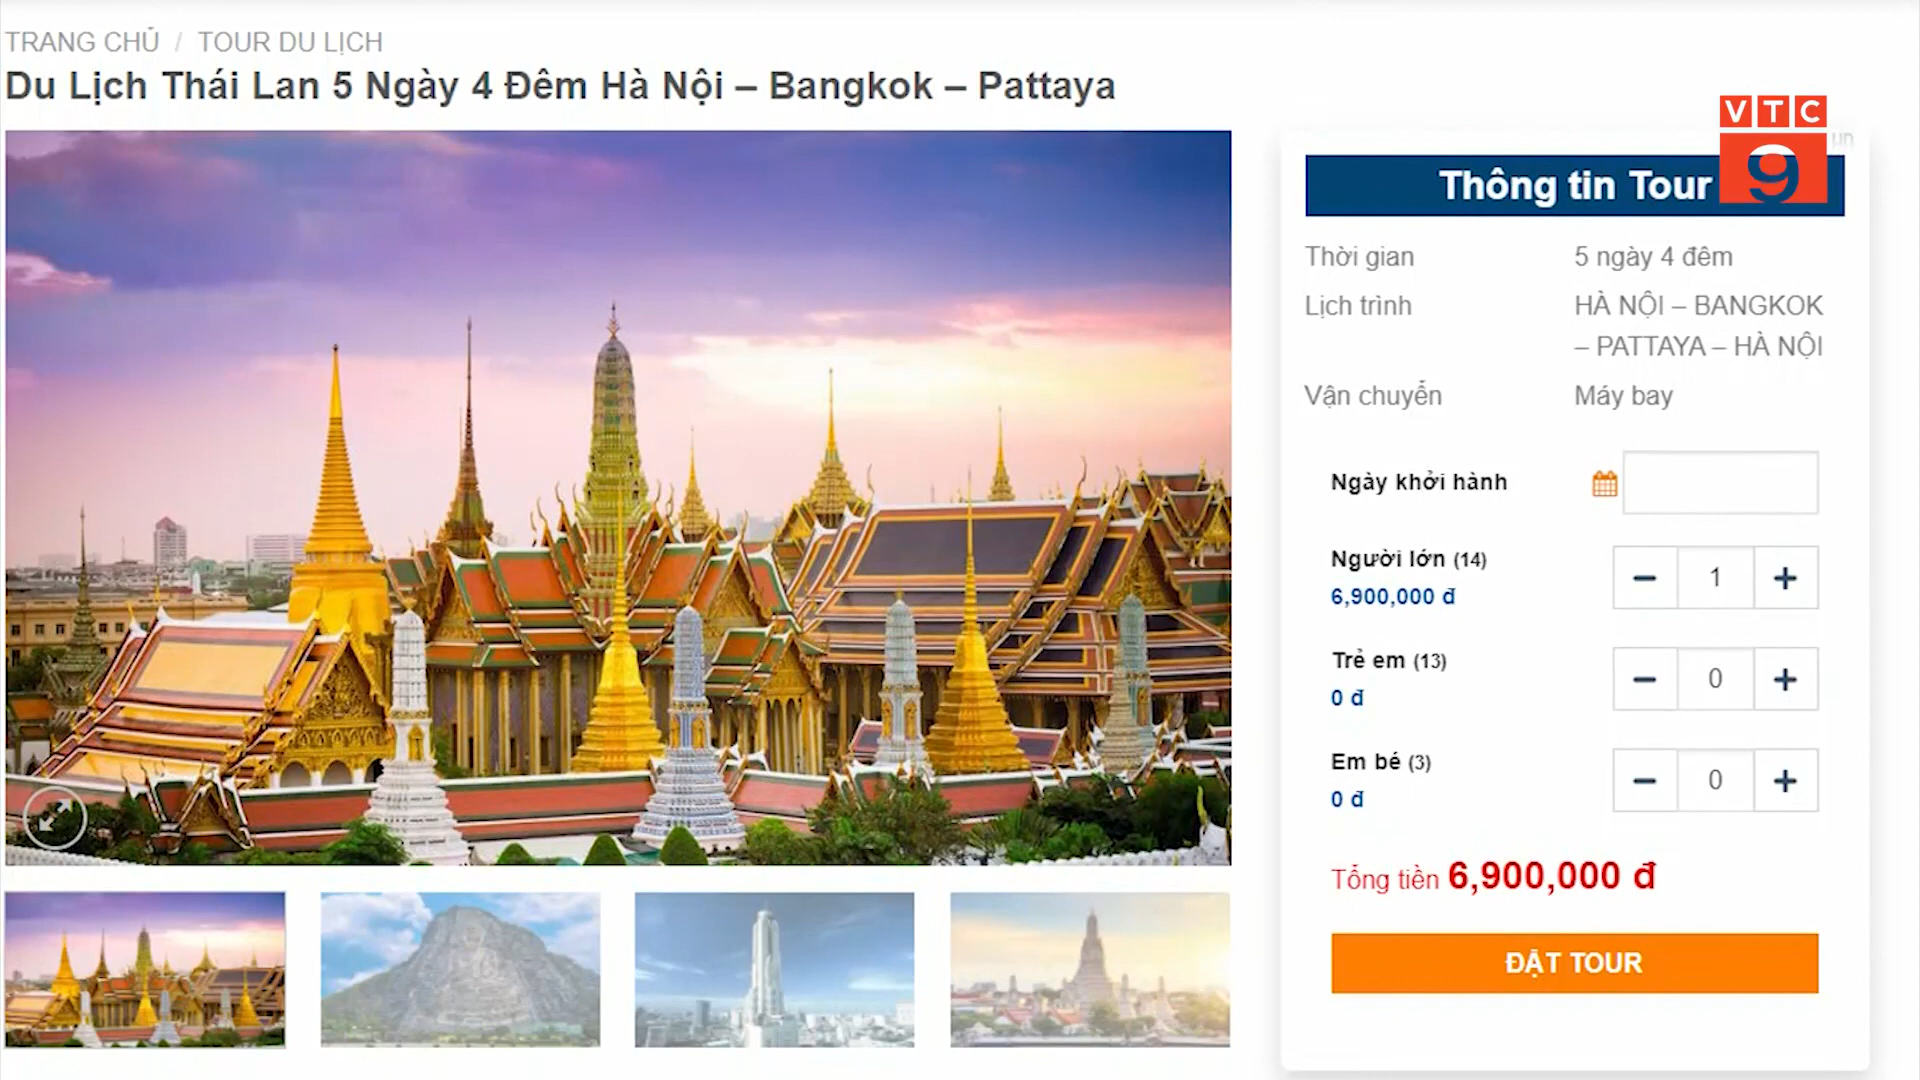 TRANG CHỦ / TOUR DU LỊCH
Du Lịch Thái Lan 5 Ngày 4 Đêm Hà Nội – Bangkok – Pattaya
VTC
9
Thông tin Tour
Thời gian 5 ngày 4 đêm
Lịch trình HÀ NỘI – BANGKOK
– PATTAYA – HÀ NỘI
Vận chuyển Máy bay
Ngày khởi hành
Người lớn (14)
6,900,000 đ
− 1 +
Trẻ em (13)
0 đ
− 0 +
Em bé (3)
0 đ
− 0 +
Tổng tiền 6,900,000 đ
ĐẶT TOUR